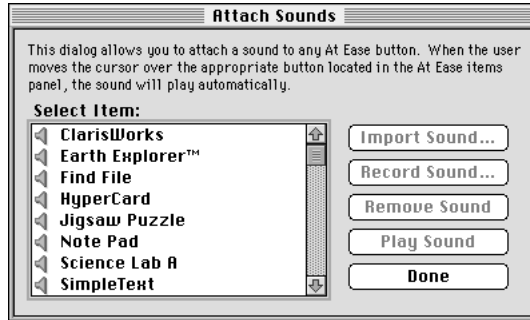 Attach Sounds
This dialog allows you to attach a sound to any At Ease button. When the user
moves the cursor over the appropriate button located in the At Ease items
panel, the sound will play automatically.
Select Item:
ClarisWorks
Earth Explorer™
Find File
HyperCard
Jigsaw Puzzle
Note Pad
Science Lab A
SimpleText
Import Sound...
Record Sound...
Remove Sound
Play Sound
Done